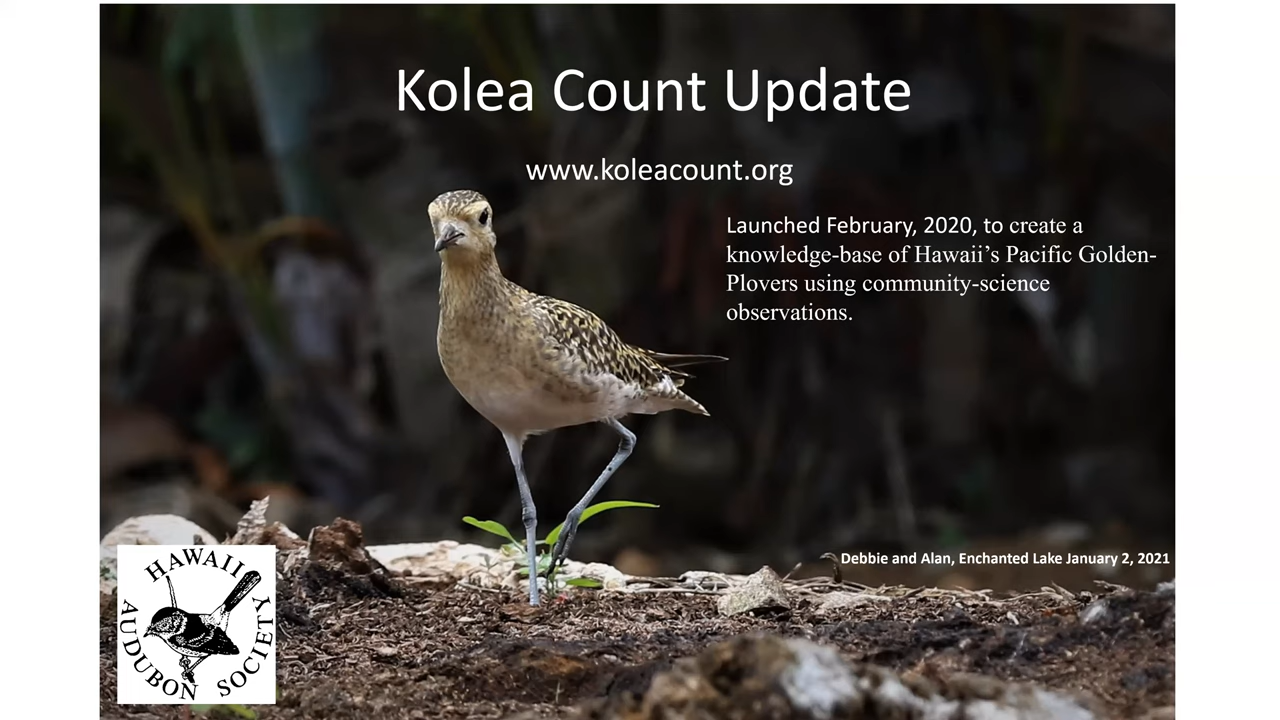 Kolea Count Update
www.koleacount.org
Launched February, 2020, to create a
knowledge-base of Hawaii’s Pacific Golden-
Plovers using community-science
observations.
Debbie and Alan, Enchanted Lake January 2, 2021
HAWAII
AUDUBON SOCIETY